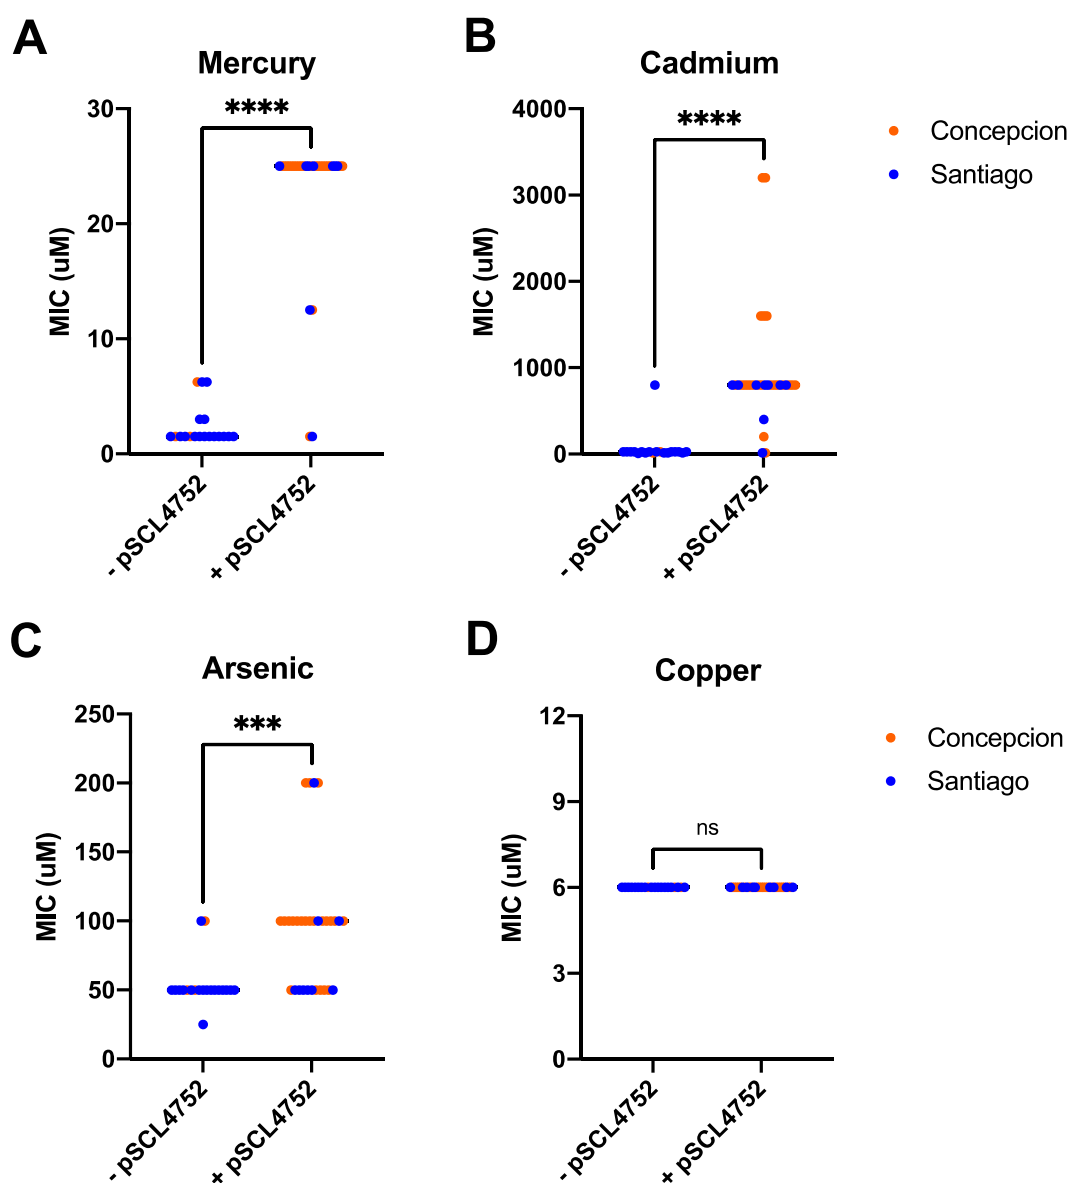 A
Mercury
****
30
20
10
0
MIC (uM)
- pSCL4752
+ pSCL4752
B
Cadmium
****
4000
3000
2000
1000
0
MIC (uM)
- pSCL4752
+ pSCL4752
Concepcion
Santiago
C
Arsenic
***
250
200
150
100
50
0
MIC (uM)
- pSCL4752
+ pSCL4752
D
Copper
ns
12
9
6
3
0
MIC (uM)
- pSCL4752
+ pSCL4752
Concepcion
Santiago